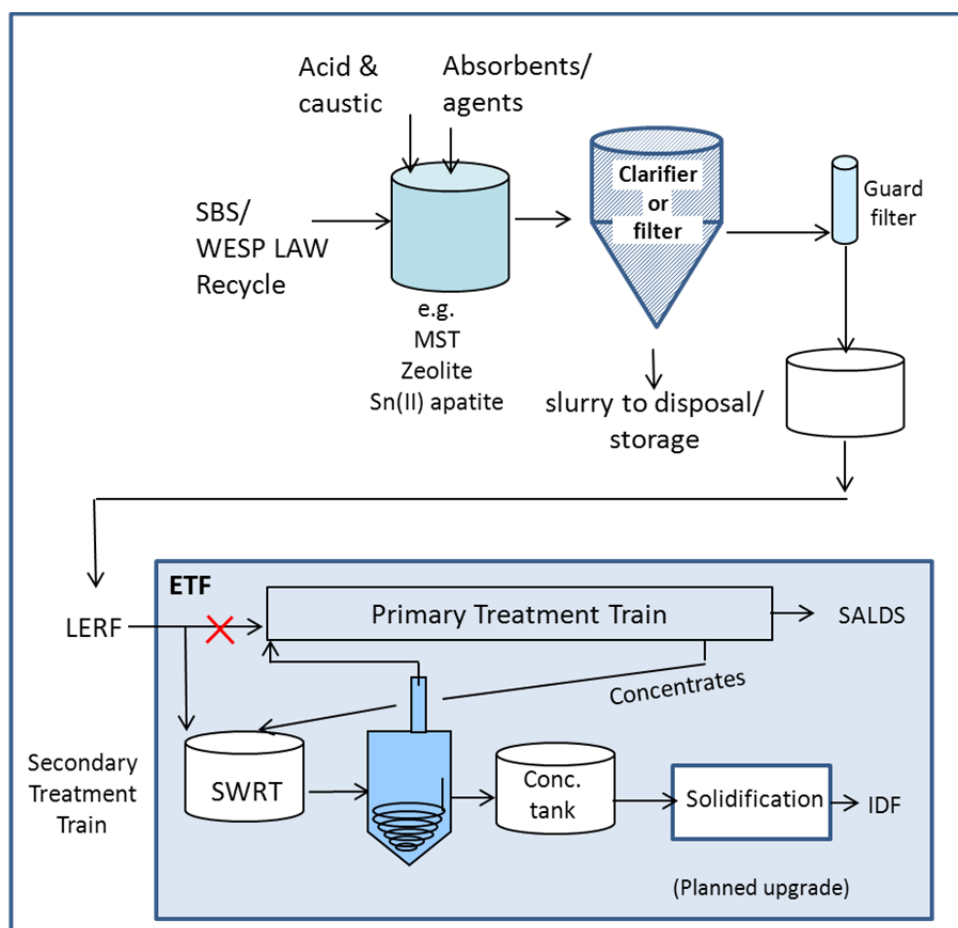 Acid &
caustic
Absorbents/
agents
SBS/
WESP LAW
Recycle
e.g.
MST
Zeolite
Sn(II) apatite
Clarifier
or
filter
Guard
filter
slurry to disposal/
storage
ETF
LERF
Primary Treatment Train
SALDS
Concentrates
Secondary
Treatment
Train
SWRT
Conc.
tank
Solidification
IDF
(Planned upgrade)